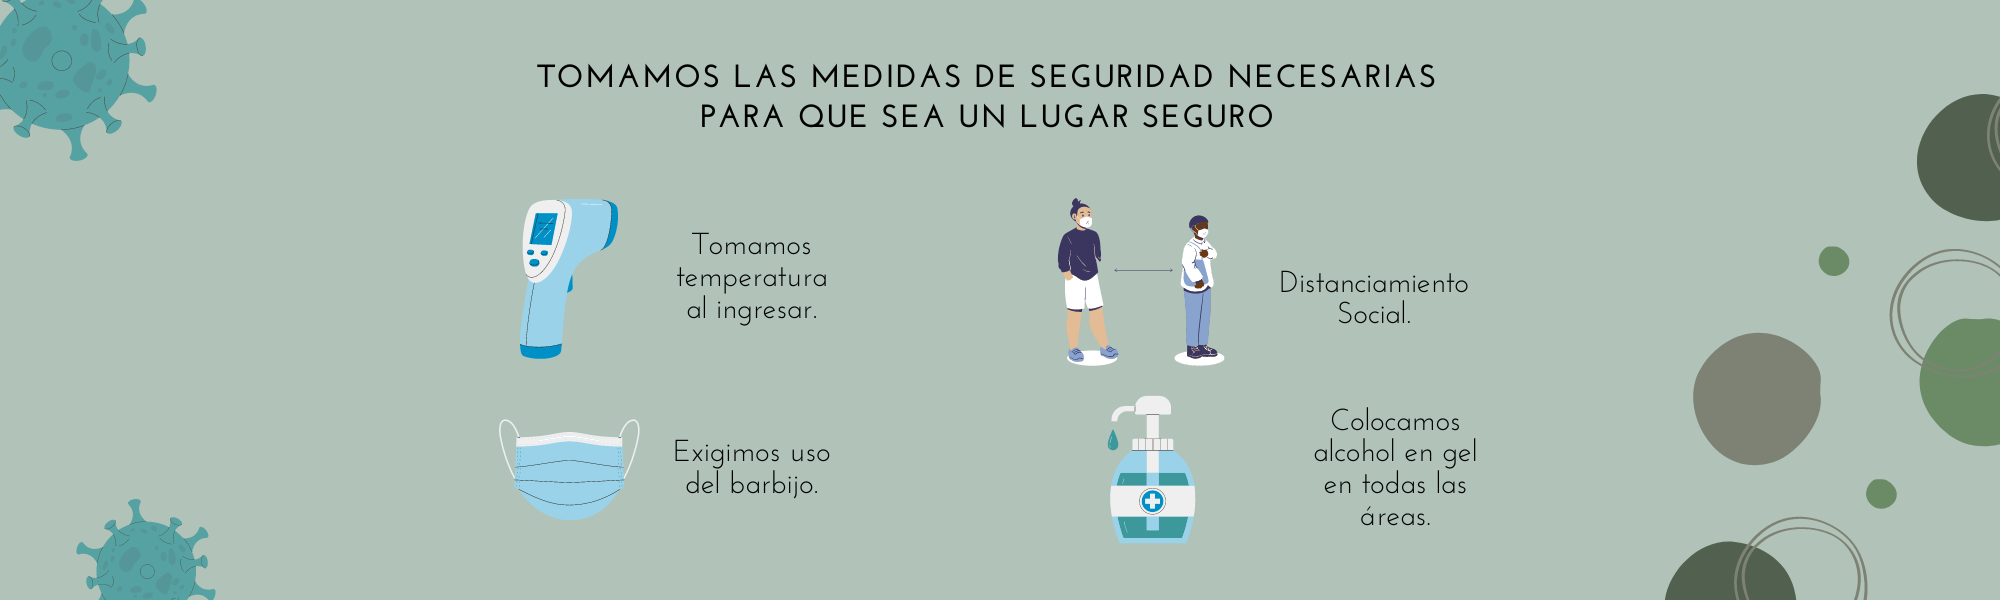 TOMAMOS LAS MEDIDAS DE SEGURIDAD NECESARIAS
PARA QUE SEA UN LUGAR SEGURO
Tomamos
temperatura
al ingresar.
Distanciamiento
Social.
Exigimos uso
del barbijo.
Colocamos
alcohol en gel
en todas las
áreas.